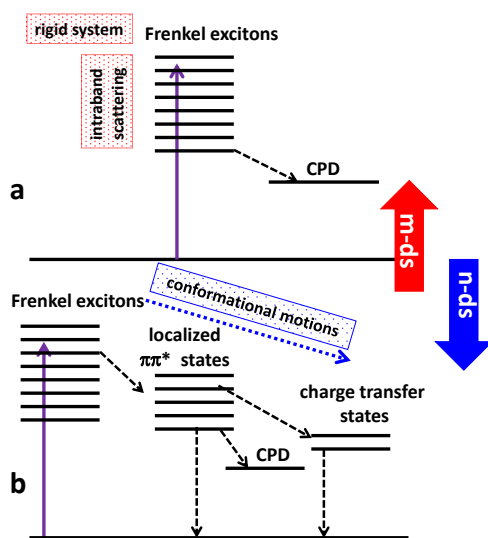 rigid system
Frenkel excitons
intraband
scattering
CPD
a
m-ds
n-ds
conformational motions
Frenkel excitons
localized
ππ* states
charge transfer
states
CPD
b